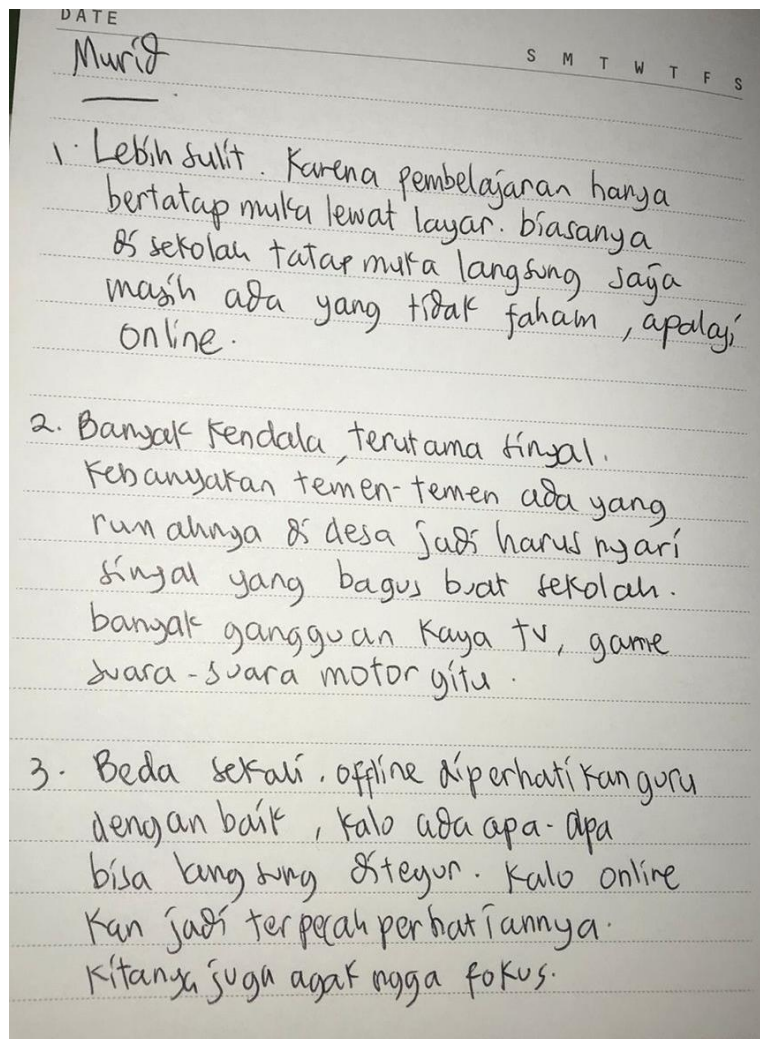 DATE
S M T W T F S
Murid
1. Lebih sulit. Karena pembelajaran hanya
bertatap muka lewat layar. biasanya
di sekolah tatap muka langsung saya
masih ada yang tidak faham, apalagi
online.
2. Banyak kendala, terutama sinyal.
Kebanyakan temen-temen ada yang
rumahnya di desa jadi harus nyari
sinyal yang bagus buat sekolah.
banyak gangguan kaya tv, game
suara-suara motor gitu.
3. Beda sekali, offline diperhatikan guru
dengan baik, kalo ada apa-apa
bisa langsung ditegur. Kalo online
Kan jadi terpecah perhatiannya.
Kitanya juga agak ngga fokus.